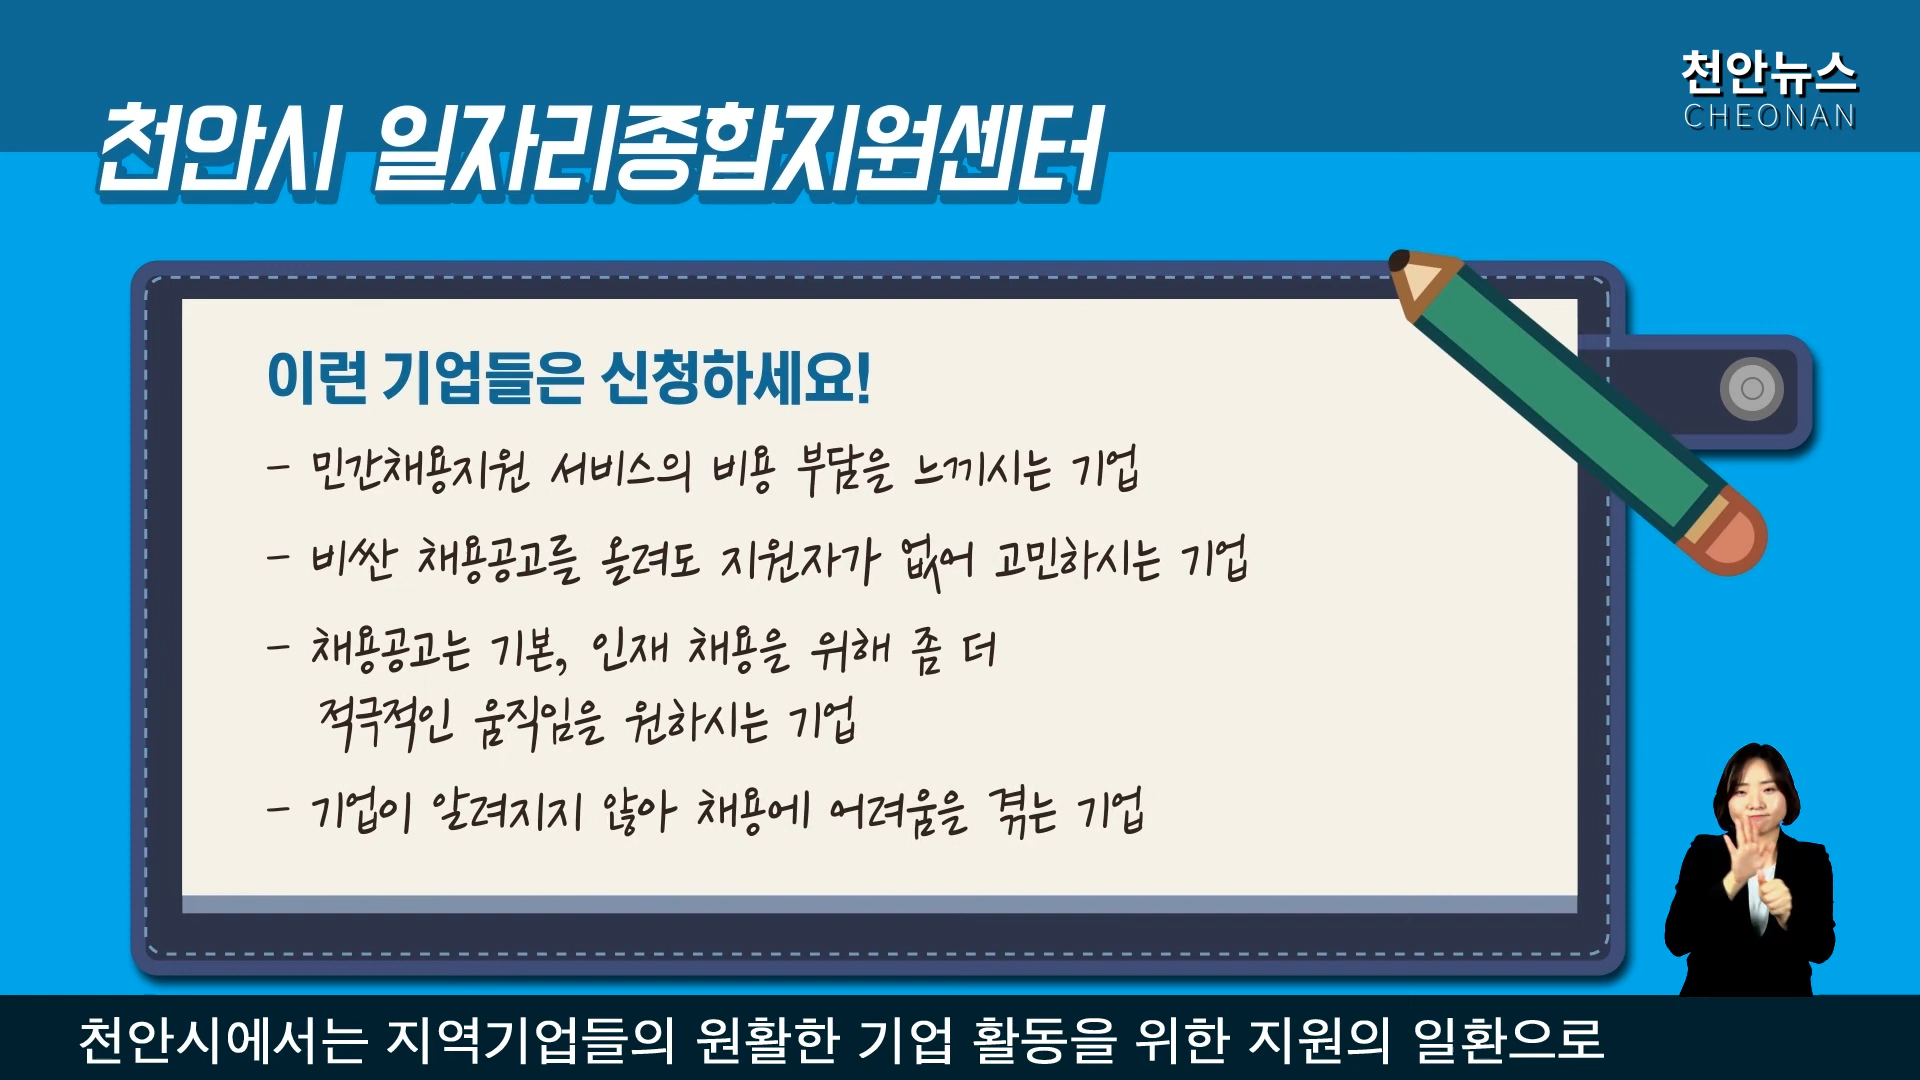 천안뉴스
CHEONAN
천안시 일자리종합지원센터
이런 기업들은 신청하세요!
- 민간채용지원 서비스의 비용 부담을 느끼시는 기업
- 비싼 채용공고를 올려도 지원자가 없어 고민하시는 기업
- 채용공고는 기본, 인재 채용을 위해 좀 더
적극적인 움직임을 원하시는 기업
- 기업이 알려지지 않아 채용에 어려움을 겪는 기업
천안시에서는 지역기업들의 원활한 기업 활동을 위한 지원의 일환으로